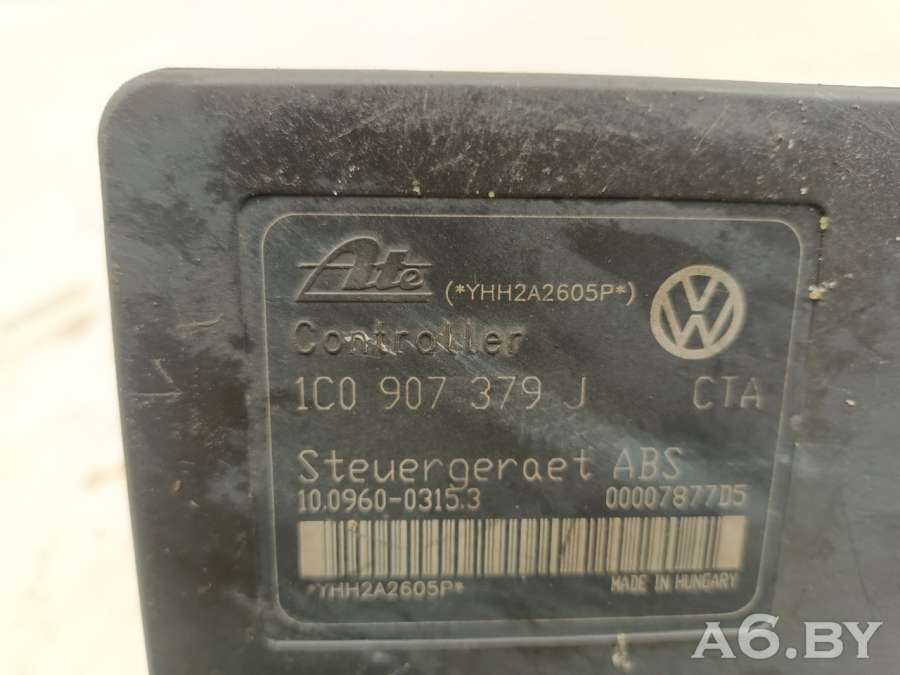 Ate (*YHH2A2605P*)
Controller
1C0 907 379 J CTA
Steuergeraet ABS
10.0960-0315.3 00007877D5
*YHH2A2605P* MADE IN HUNGARY
A6.BY